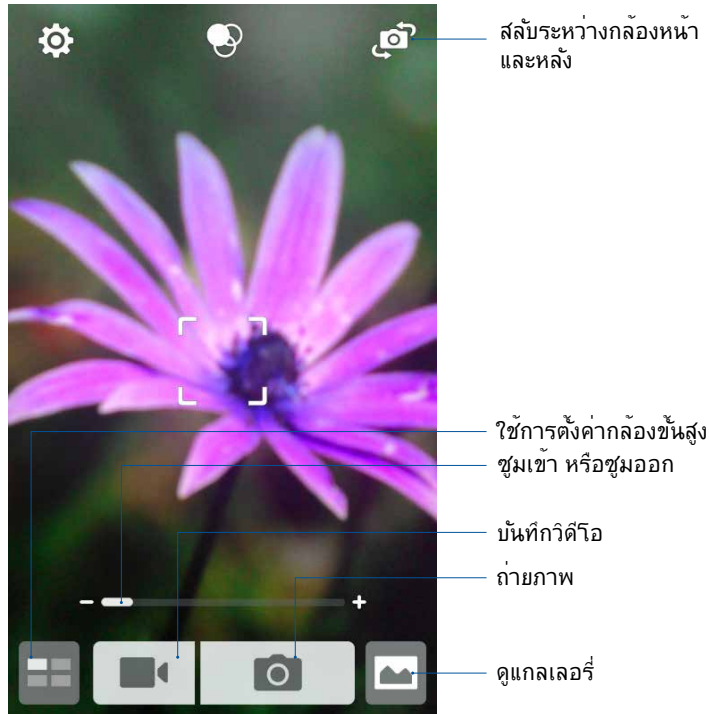 สลับระหว่างกล้องหน้า
และหลัง
ใช้การตั้งค่ากล้องขั้นสูง
ซูมเข้า หรือซูมออก
บันทึกวิดีโอ
ถ่ายภาพ
ดูแกลเลอรี่